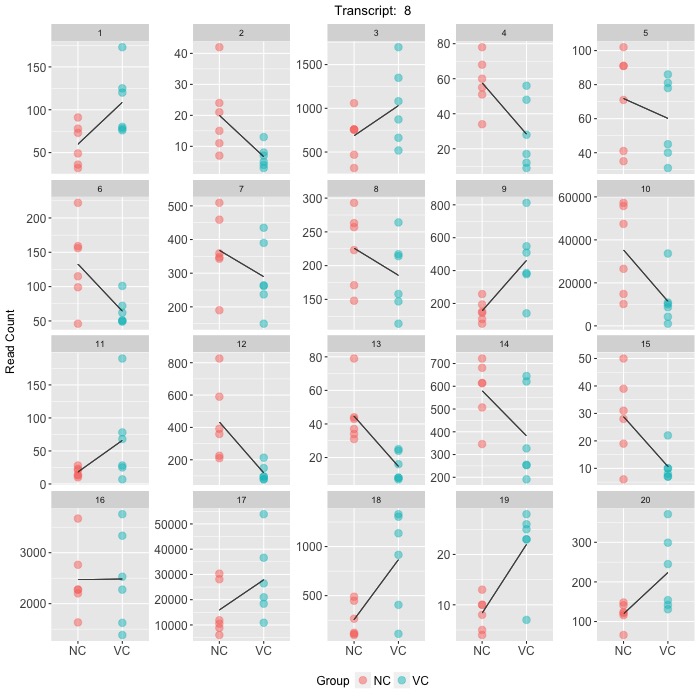 Transcript: 8
1 2 3 4 5
150 100 50
40 30 20 10
1500 1000 500
80 60 40 20
100 80 60 40
6 7 8 9 10
200 150 100 50
500 400 300 200
300 250 200 150
800 600 400 200
60000 40000 20000 0
Read Count
11 12 13 14 15
150 100 50 0
800 600 400 200
80 60 40 20
700 600 500 400 300 200
50 40 30 20 10
16 17 18 19 20
3000 2000
50000 40000 30000 20000 10000
1000 500
20 10
300 200 100
NC VC NC VC NC VC NC VC NC VC
Group NC VC